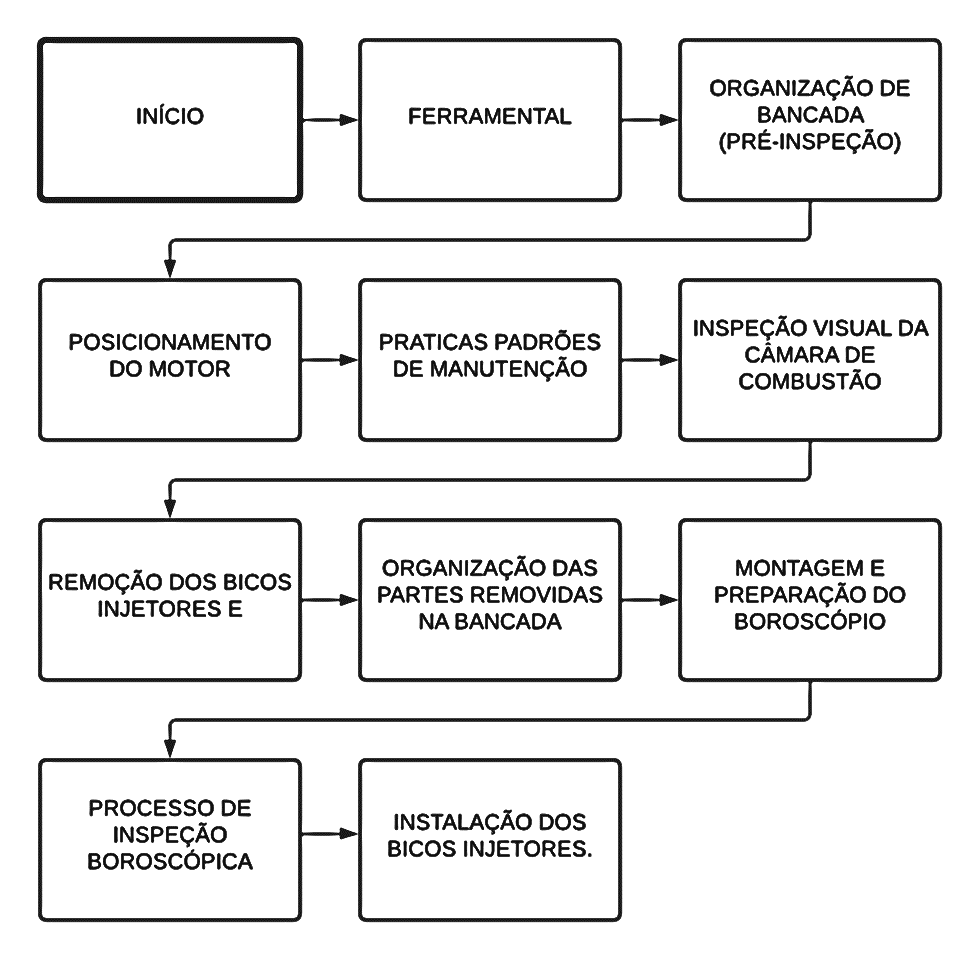 INÍCIO
FERRAMENTAL
ORGANIZAÇÃO DE
BANCADA
(PRÉ-INSPEÇÃO)
POSICIONAMENTO
DO MOTOR
PRATICAS PADRÕES
DE MANUTENÇÃO
INSPEÇÃO VISUAL DA
CÂMARA DE
COMBUSTÃO
REMOÇÃO DOS BICOS
INJETORES E
ORGANIZAÇÃO DAS
PARTES REMOVIDAS
NA BANCADA
MONTAGEM E
PREPARAÇÃO DO
BOROSCÓPIO
PROCESSO DE
INSPEÇÃO
BOROSCÓPICA
INSTALAÇÃO DOS
BICOS INJETORES.